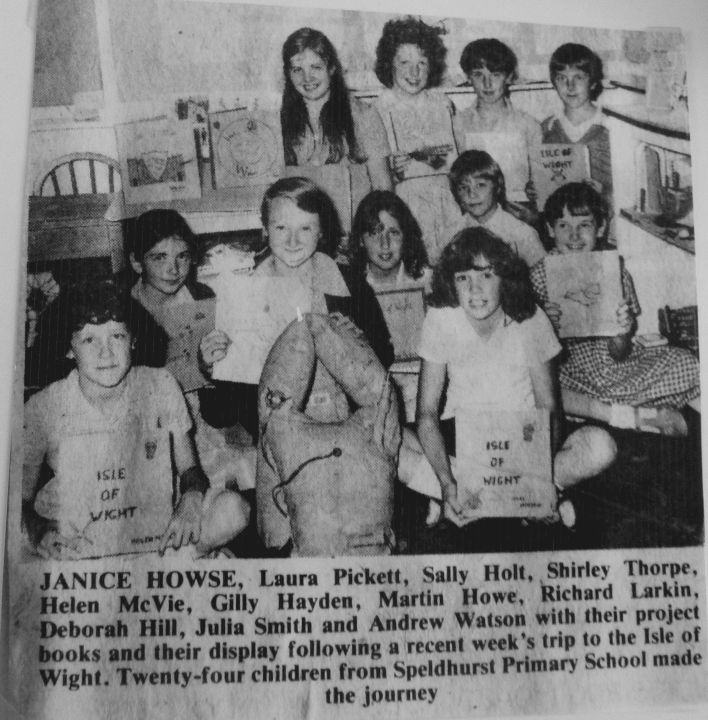 ISLE OF
WIGHT
ISLE
OF
WIGHT
ISLE
OF
WIGHT
JANICE HOWSE, Laura Pickett, Sally Holt, Shirley Thorpe,
Helen McVie, Gilly Hayden, Martin Howe, Richard Larkin,
Deborah Hill, Julia Smith and Andrew Watson with their project
books and their display following a recent week's trip to the Isle of
Wight. Twenty-four children from Speldhurst Primary School made
the journey